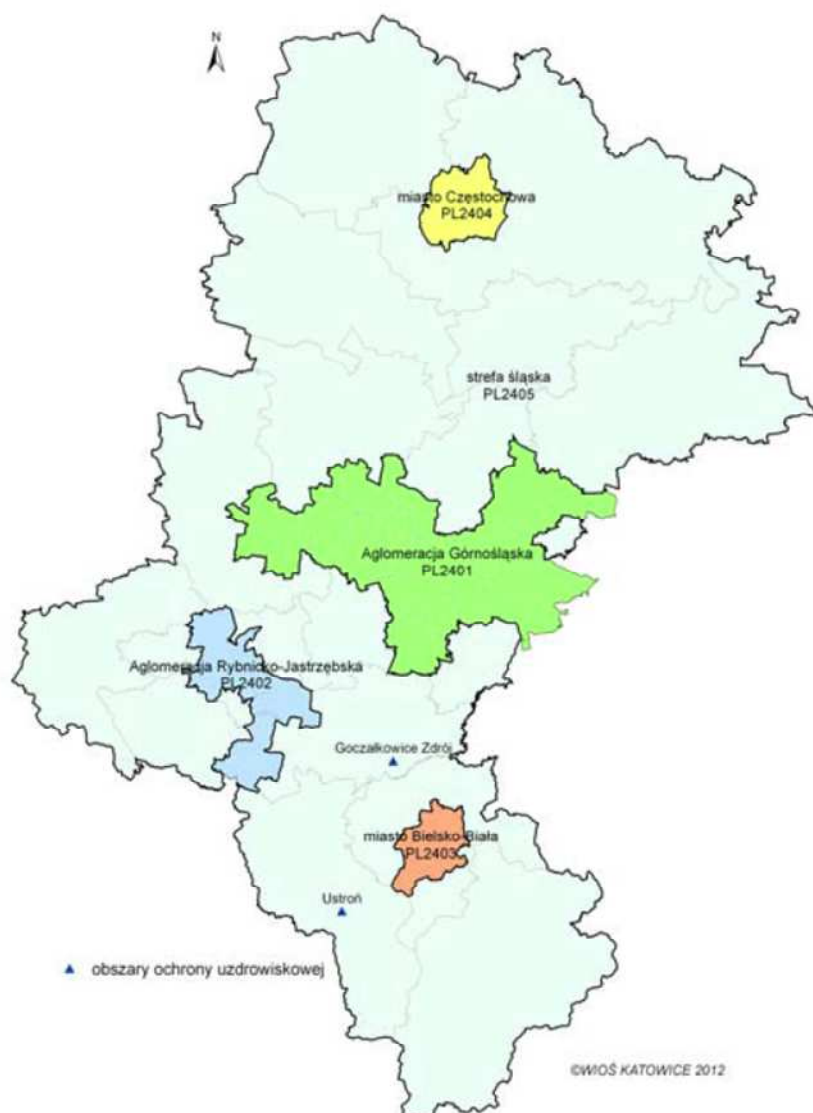 N
miasto Częstochowa
PL2404
strefa śląska
PL2405
Aglomeracja Górnośląska
PL2401
Aglomeracja Rybnicko-Jastrzębska
PL2402
Goczałkowice Zdrój
miasto Bielsko-Biała
PL2403
Ustroń
obszary ochrony uzdrowiskowej
©WIOŚ KATOWICE 2012